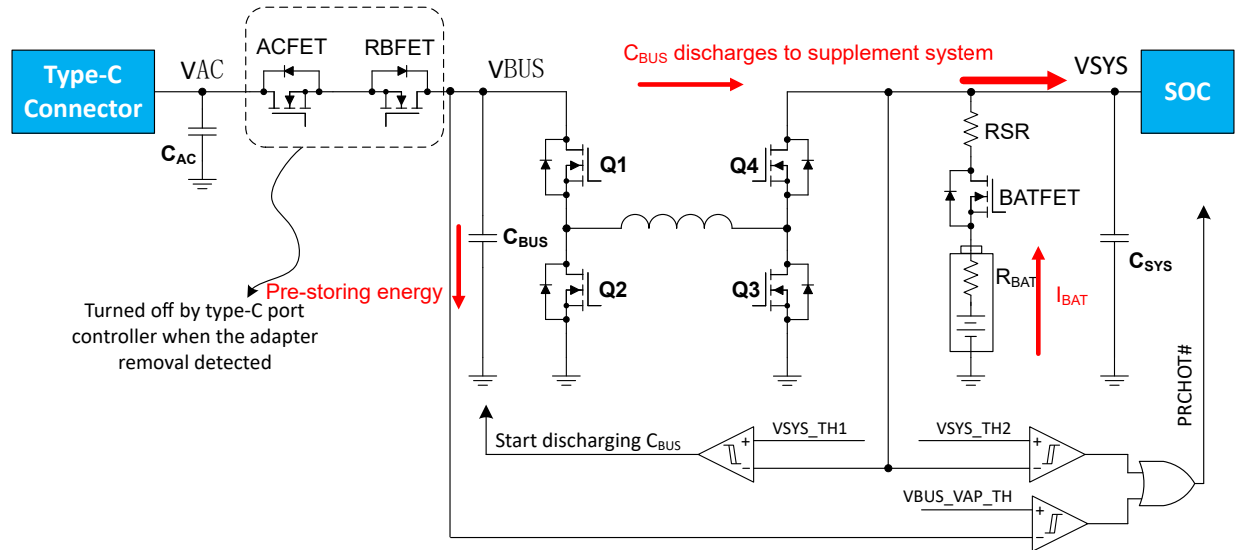 Type-C
Connector
VAC
CAC
ACFET
RBFET
VBUS
CBUS discharges to supplement system
VSYS
SOC
Q1
Q4
RSR
BATFET
CBUS
Q2
Q3
RBAT
IBAT
CSYS
Pre-storing energy
Turned off by type-C port
controller when the adapter
removal detected
PRCHOT#
Start discharging CBUS
VSYS_TH1
VSYS_TH2
VBUS_VAP_TH
+
-
+
-
+
-